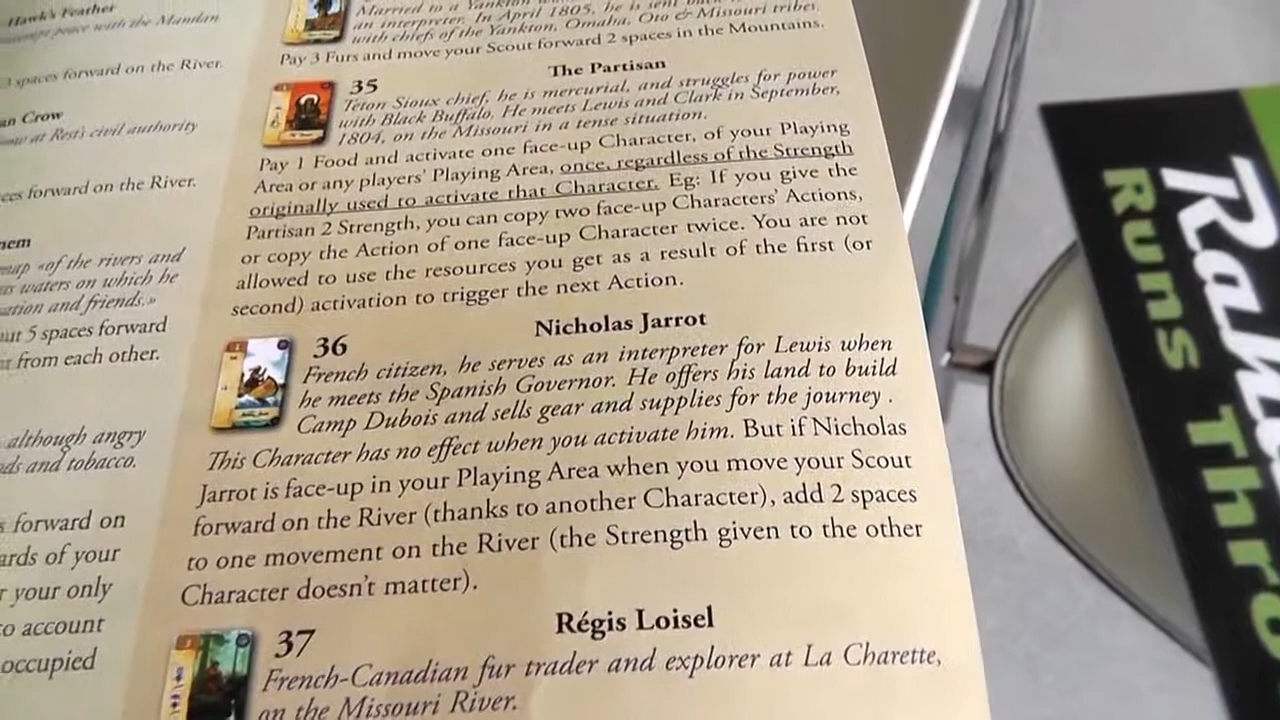 Hawk's Feather
peace with the Mandan
3 spaces forward on the River.
an Crow
civil authority
forward on the River.
map «of the rivers and
waters on which he
and friends.»
5 spaces forward
from each other.
although angry
and tobacco.
forward on
of your
your only
to account
occupied
Married to a Yankton
an interpreter. In April 1805, he is sent
with chiefs of the Yankton, Omaha, Oto & Missouri tribes
Pay 3 Furs and move your Scout forward 2 spaces in the Mountains.
35
The Partisan
Teton Sioux chief, he is mercurial, and struggles for power
with Black Buffalo. He meets Lewis and Clark in September,
1804, on the Missouri in a tense situation.
Pay 1 Food and activate one face-up Character, of your Playing
Area or any players' Playing Area, once, regardless of the Strength
originally used to activate that Character. Eg: If you give the
Partisan 2 Strength, you can copy two face-up Characters' Actions,
or copy the Action of one face-up Character twice. You are not
allowed to use the resources you get as a result of the first (or
second) activation to trigger the next Action.
36
Nicholas Jarrot
French citizen, he serves as an interpreter for Lewis when
he meets the Spanish Governor. He offers his land to build
Camp Dubois and sells gear and supplies for the journey .
This Character has no effect when you activate him. But if Nicholas
Jarrot is face-up in your Playing Area when you move your Scout
forward on the River (thanks to another Character), add 2 spaces
to one movement on the River (the Strength given to the other
Character doesn't matter).
37
Régis Loisel
French-Canadian fur trader and explorer at La Charette,
on the Missouri River.
Runs Thro